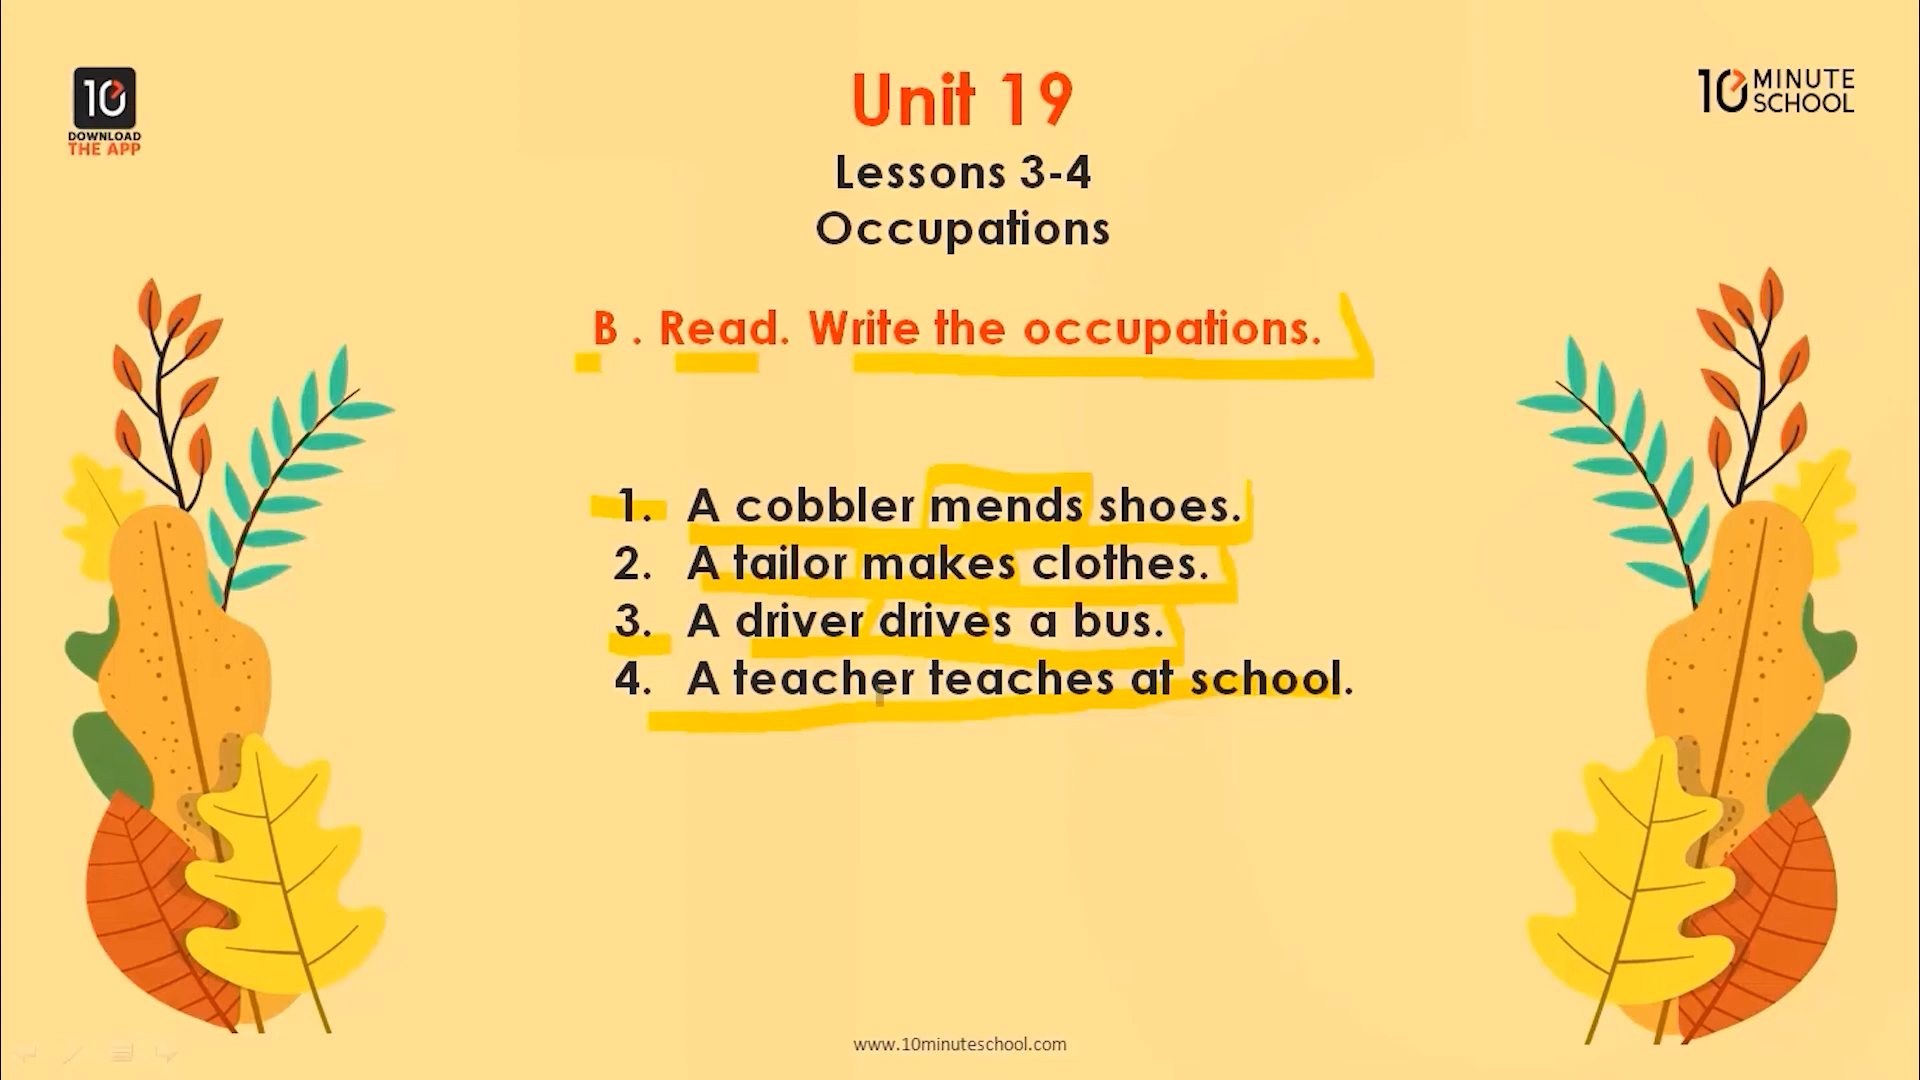 10
DOWNLOAD
THE APP
10 MINUTE
SCHOOL
Unit 19
Lessons 3-4
Occupations
B . Read. Write the occupations.
1. A cobbler mends shoes.
2. A tailor makes clothes.
3. A driver drives a bus.
4. A teacher teaches at school.
www.10minuteschool.com